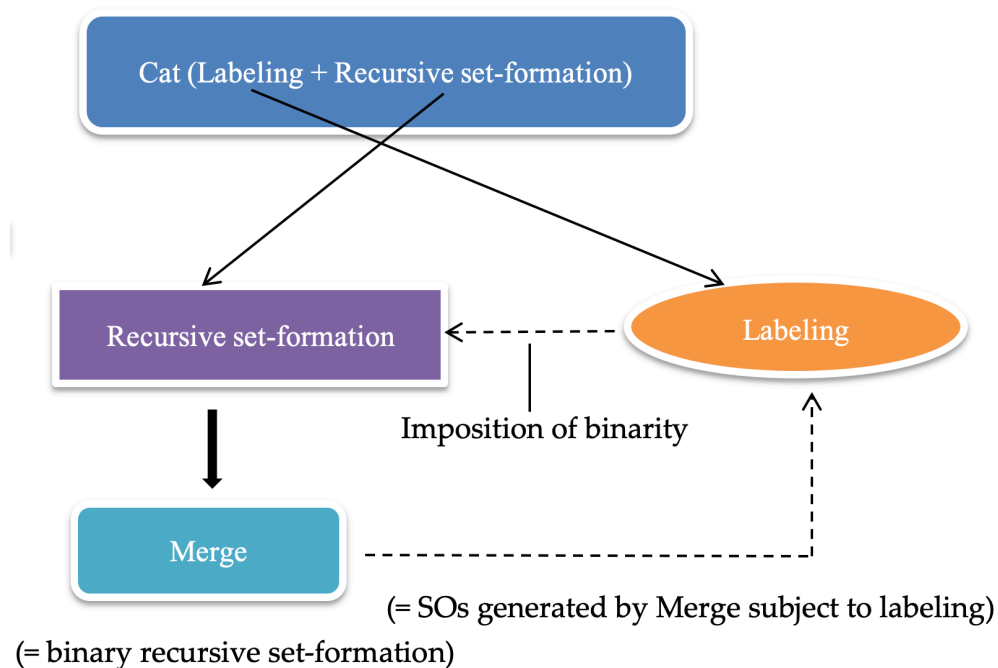 Cat (Labeling + Recursive set-formation)
Recursive set-formation
Labeling
Imposition of binarity
Merge
(= SOs generated by Merge subject to labeling)
(= binary recursive set-formation)